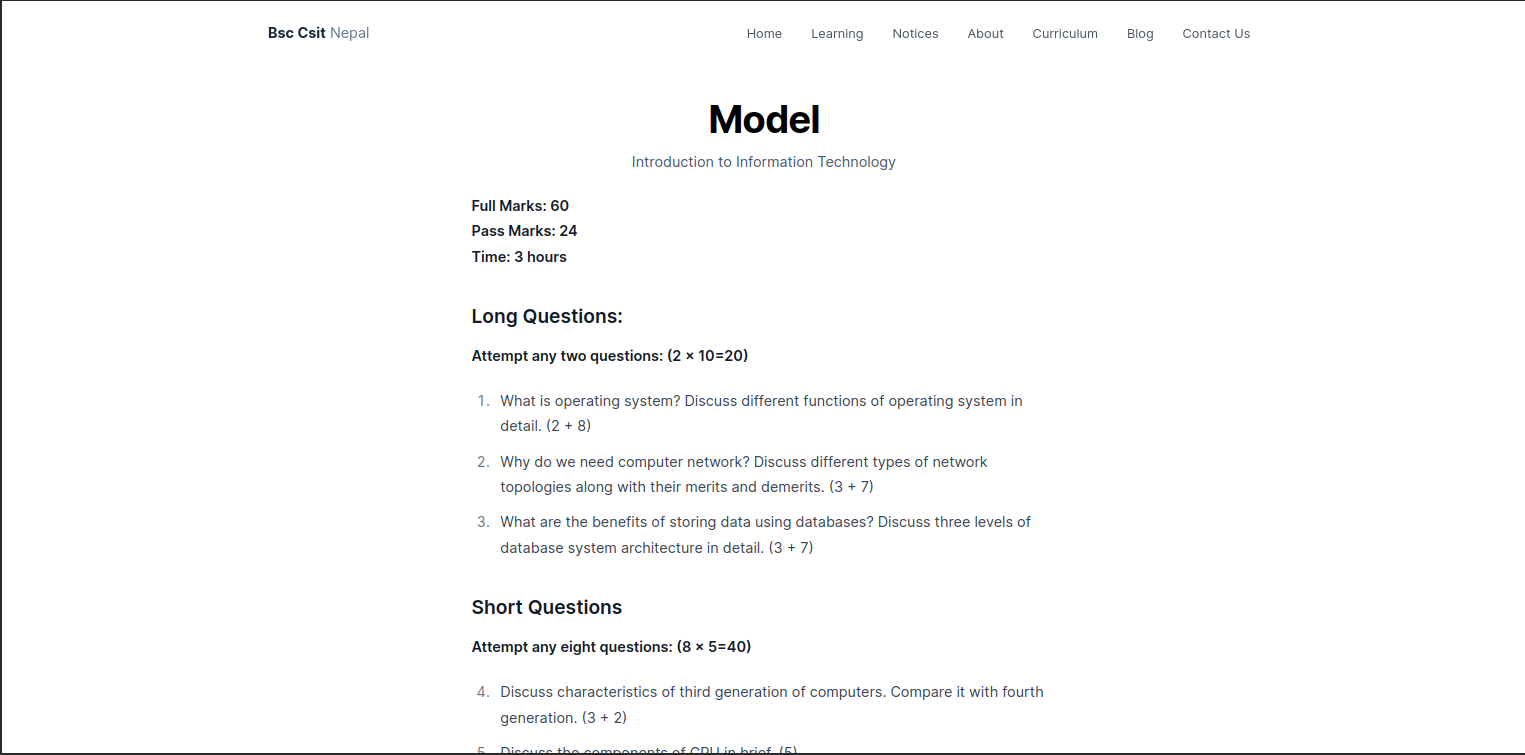 Bsc Csit Nepal
Home Learning Notices About Curriculum Blog Contact Us
Model
Introduction to Information Technology
Full Marks: 60
Pass Marks: 24
Time: 3 hours
Long Questions:
Attempt any two questions: (2 × 10=20)
1. What is operating system? Discuss different functions of operating system in
detail. (2 + 8)
2. Why do we need computer network? Discuss different types of network
topologies along with their merits and demerits. (3 + 7)
3. What are the benefits of storing data using databases? Discuss three levels of
database system architecture in detail. (3 + 7)
Short Questions
Attempt any eight questions: (8 × 5=40)
4. Discuss characteristics of third generation of computers. Compare it with fourth
generation. (3 + 2)
5. Discuss the components of CPU in brief. (5)